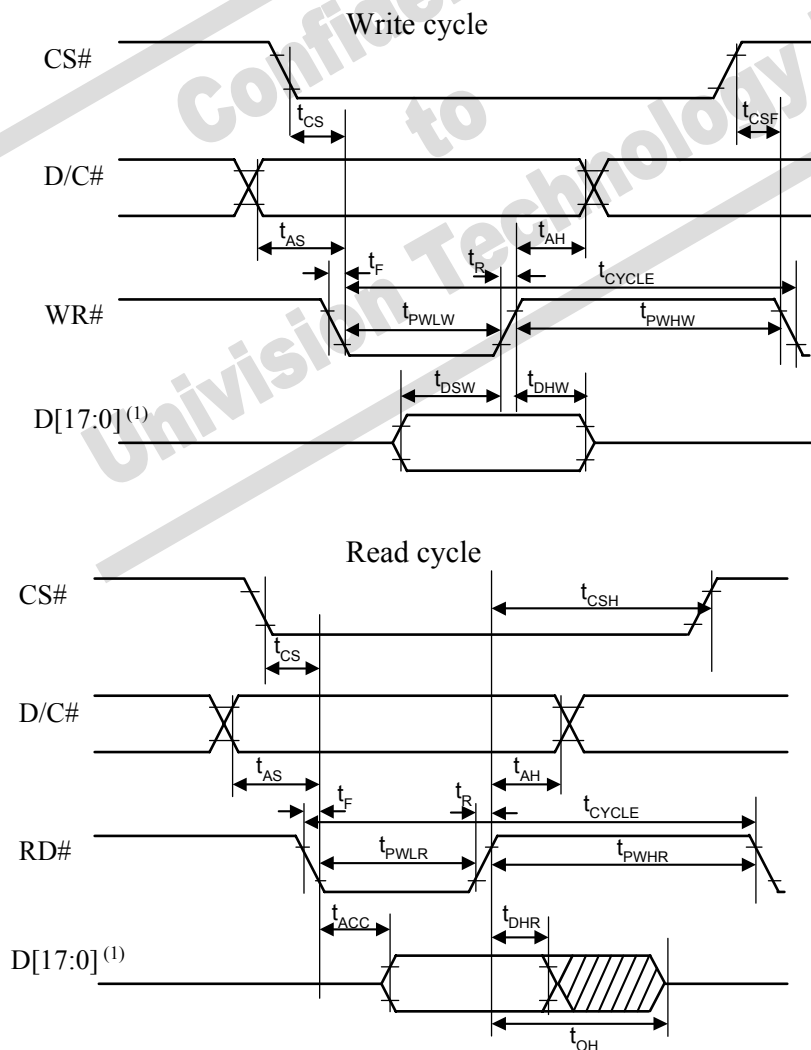 Write cycle
CS#
tCS
tCSF
D/C#
tAS
tAH
tF
tR
tCYCLE
WR#
tPWLW
tPWHW
tDSW
tDHW
D[17:0] (1)
Read cycle
CS#
tCSH
tCS
D/C#
tAS
tAH
tF
tR
tCYCLE
RD#
tPWLR
tPWHR
tACC
tDHR
D[17:0] (1)
tOH
to
Univision Technology